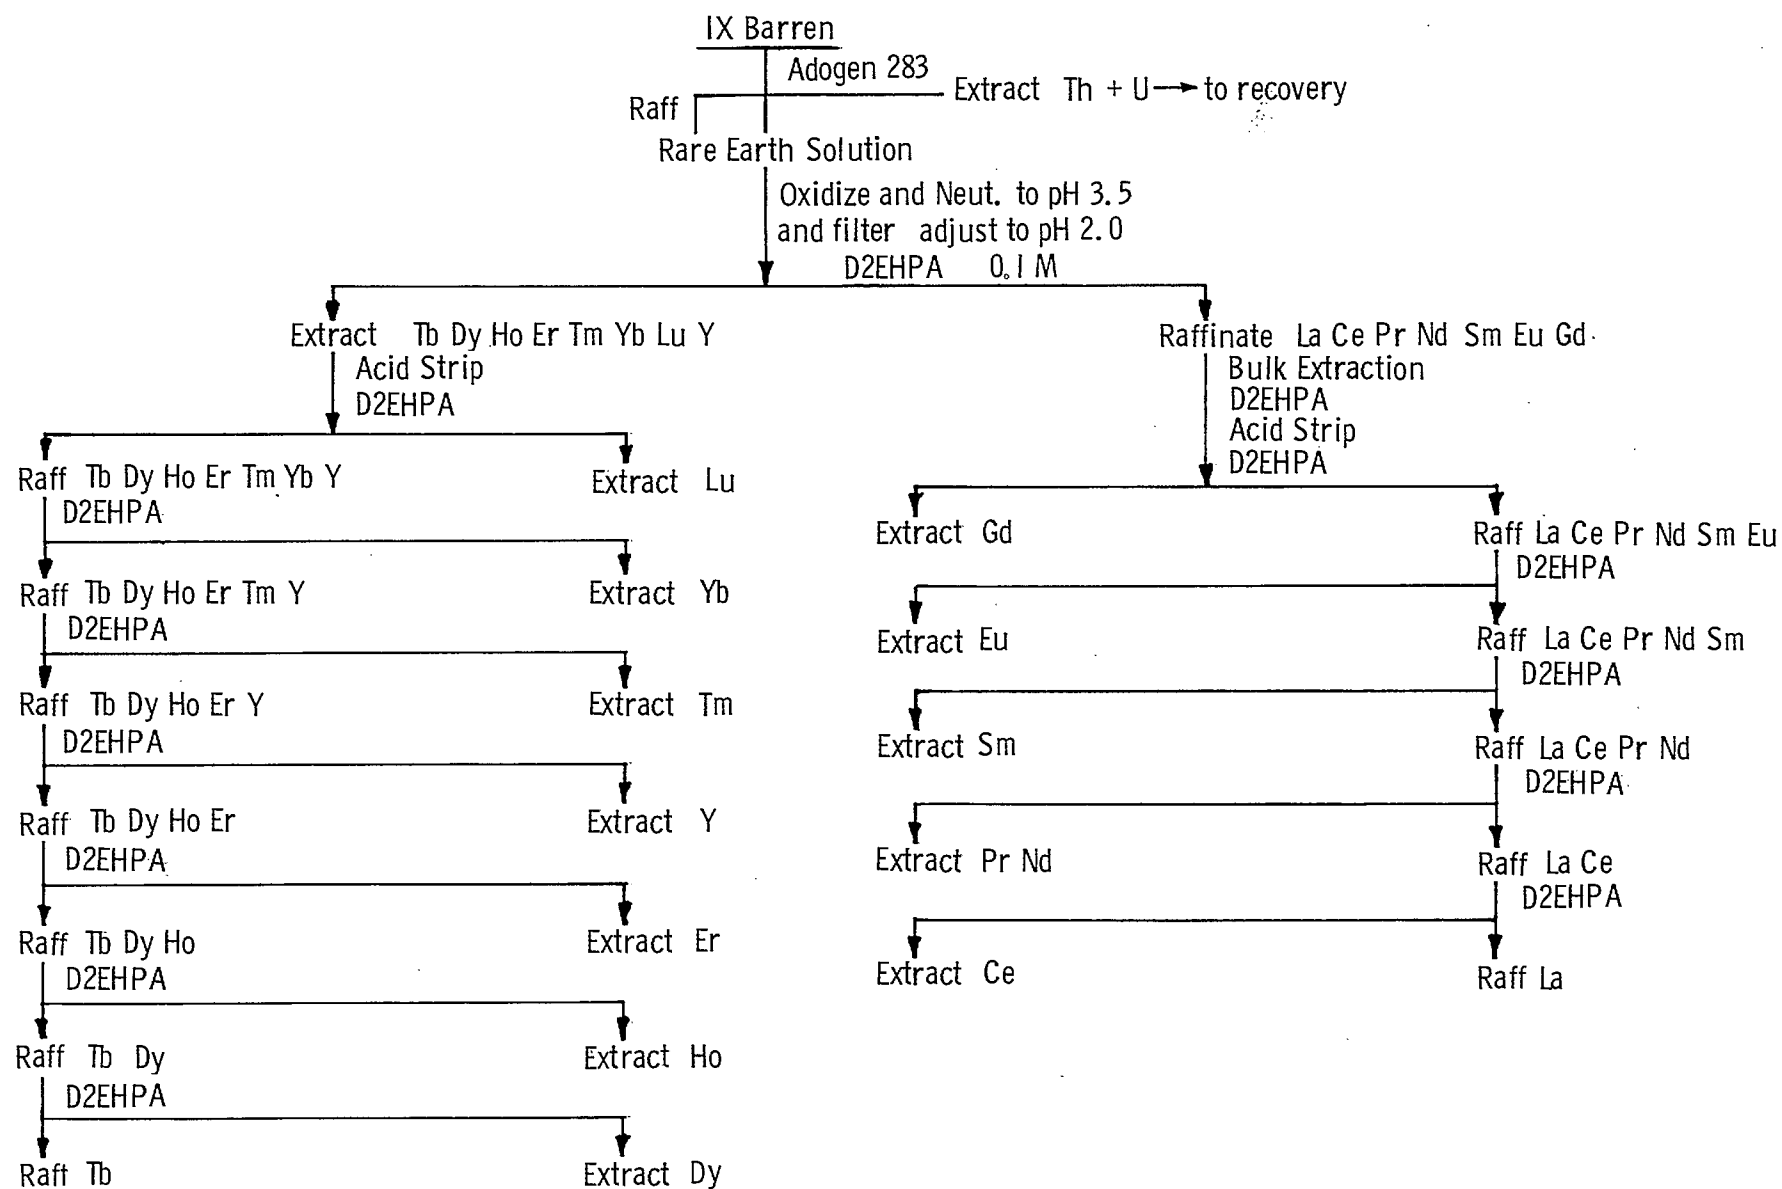 IX Barren
Adogen 283
Extract Th + U → to recovery
Raff
Rare Earth Solution
Oxidize and Neut. to pH 3.5
and filter adjust to pH 2.0
D2EHPA 0.1 M
Extract Tb Dy Ho Er Tm Yb Lu Y
Acid Strip
D2EHPA
Raff Tb Dy Ho Er Tm Yb Y
D2EHPA
Extract Lu
Raff Tb Dy Ho Er Tm Y
D2EHPA
Extract Yb
Raff Tb Dy Ho Er Y
D2EHPA
Extract Tm
Raff Tb Dy Ho Er
D2EHPA
Extract Y
Raff Tb Dy Ho
D2EHPA
Extract Er
Raff Tb Dy
D2EHPA
Extract Ho
Raff Tb
Extract Dy
Raffinate La Ce Pr Nd Sm Eu Gd
Bulk Extraction
D2EHPA
Acid Strip
D2EHPA
Extract Gd
Raff La Ce Pr Nd Sm Eu
D2EHPA
Extract Eu
Raff La Ce Pr Nd Sm
D2EHPA
Extract Sm
Raff La Ce Pr Nd
D2EHPA
Extract Pr Nd
Raff La Ce
D2EHPA
Extract Ce
Raff La